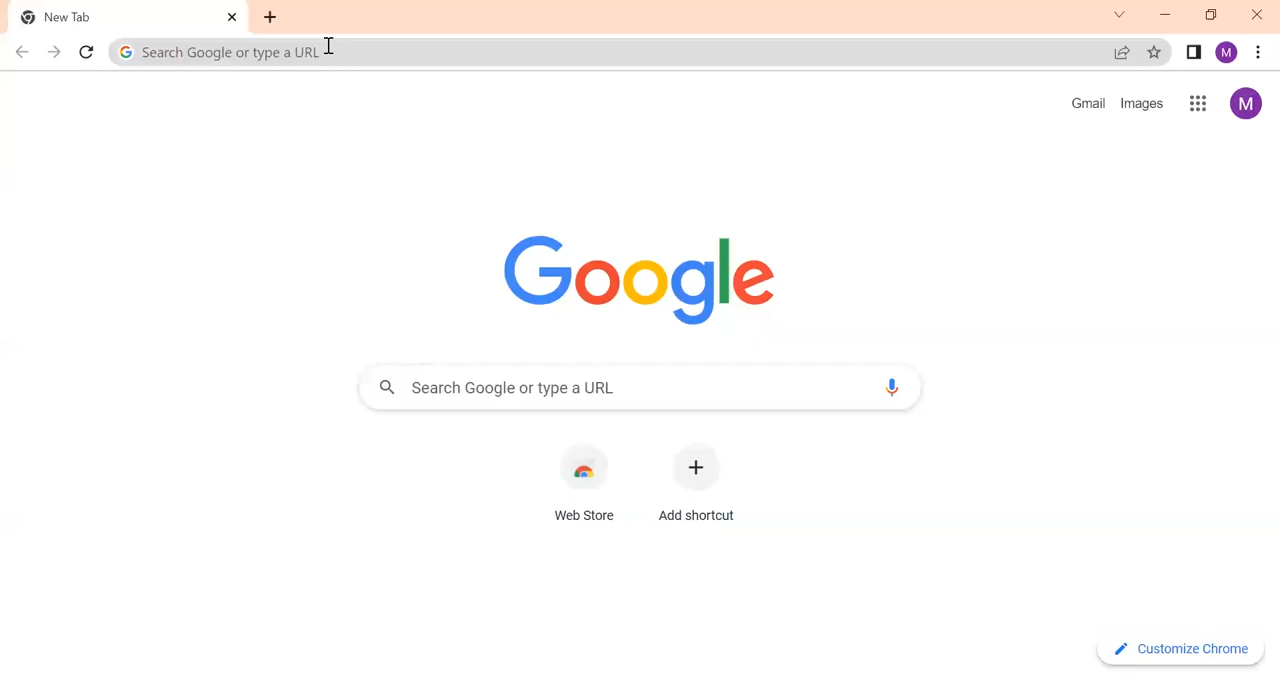 New Tab
Search Google or type a URL
M
Gmail Images M
Google
Search Google or type a URL
Web Store Add shortcut
Customize Chrome